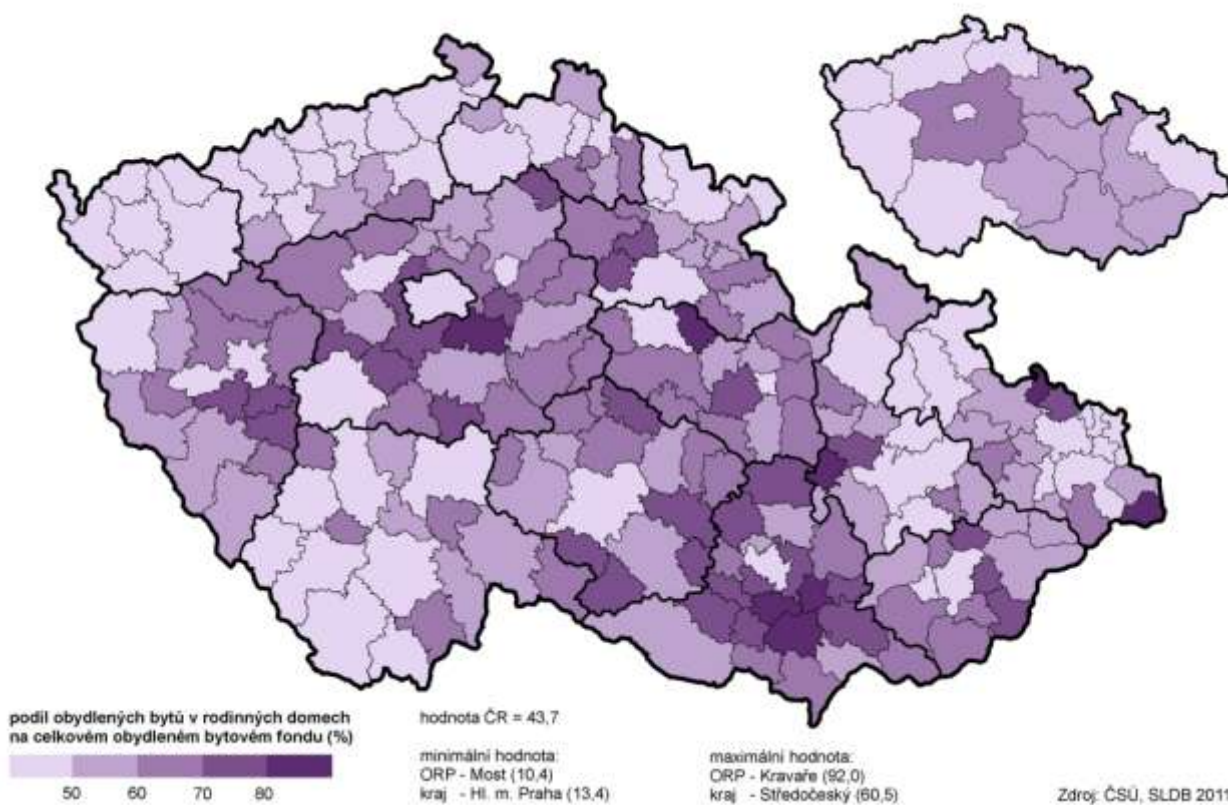 podíl obydlených bytů v rodinných domech
na celkovém obydleném bytovém fondu (%)
50 60 70 80
hodnota ČR = 43,7
minimální hodnota:
ORP - Most (10,4)
kraj - Hl. m. Praha (13,4)
maximální hodnota:
ORP - Kravaře (92,0)
kraj - Středočeský (60,5)
Zdroj: ČSÚ, SLDB 2011